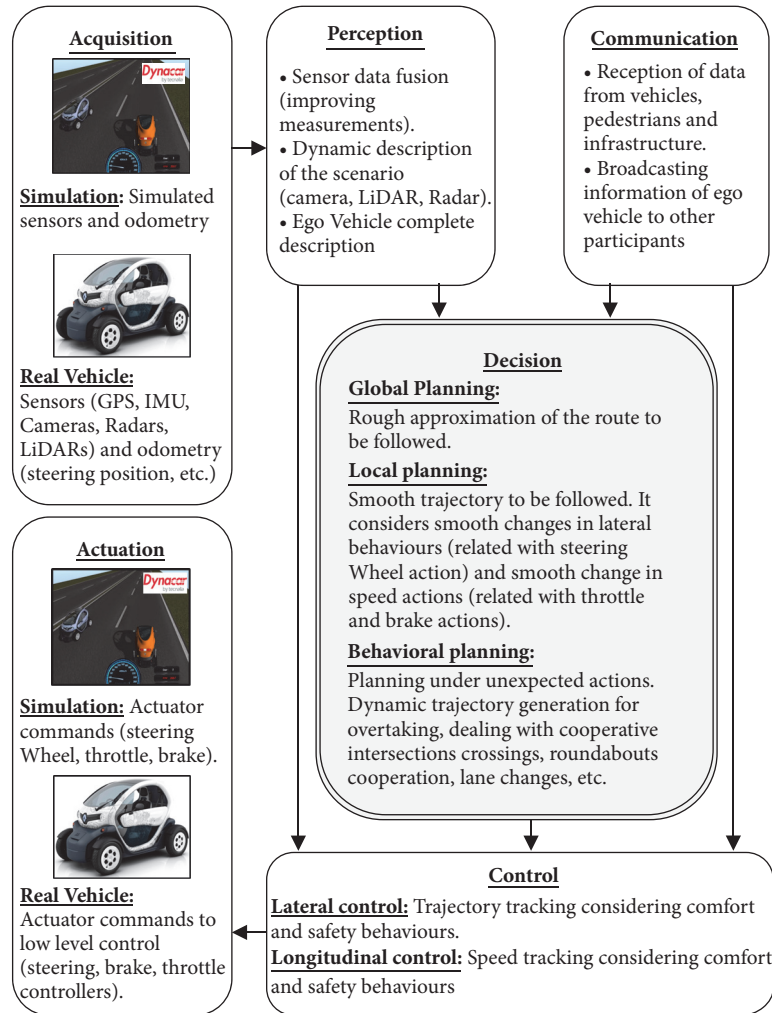 Acquisition
Dynacar
by tecnalia
Simulation: Simulated
sensors and odometry
Real Vehicle:
Sensors (GPS, IMU,
Cameras, Radars,
LiDARs) and odometry
(steering position, etc.)
Perception
• Sensor data fusion
(improving
measurements).
• Dynamic description
of the scenario
(camera, LiDAR, Radar).
• Ego Vehicle complete
description
Communication
• Reception of data
from vehicles,
pedestrians and
infrastructure.
• Broadcasting
information of ego
vehicle to other
participants
Decision
Global Planning:
Rough approximation of the route to
be followed.
Local planning:
Smooth trajectory to be followed. It
considers smooth changes in lateral
behaviours (related with steering
Wheel action) and smooth change in
speed actions (related with throttle
and brake actions).
Behavioral planning:
Planning under unexpected actions.
Dynamic trajectory generation for
overtaking, dealing with cooperative
intersections crossings, roundabouts
cooperation, lane changes, etc.
Actuation
Dynacar
by tecnalia
Simulation: Actuator
commands (steering
Wheel, throttle, brake).
Real Vehicle:
Actuator commands to
low level control
(steering, brake, throttle
controllers).
Control
Lateral control: Trajectory tracking considering comfort
and safety behaviours.
Longitudinal control: Speed tracking considering comfort
and safety behaviours